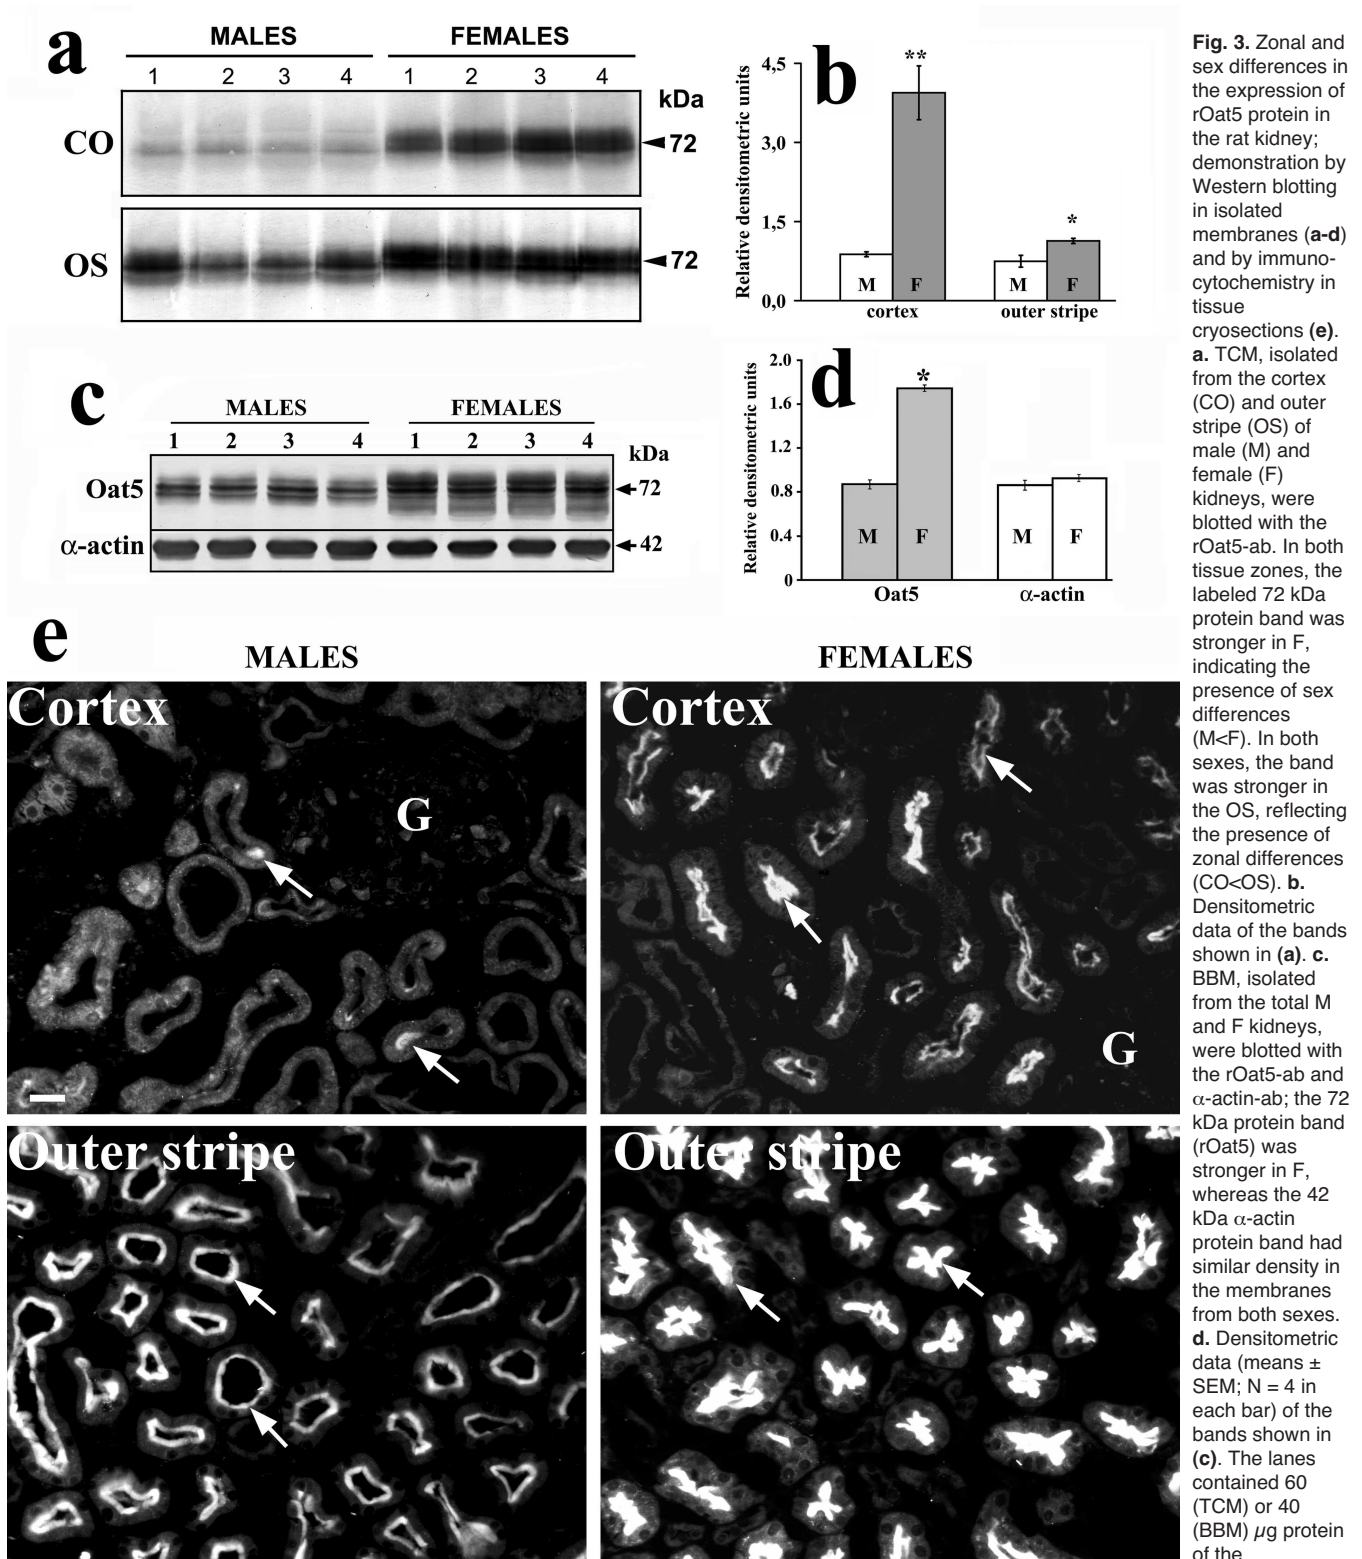 a
MALES
FEMALES
1 2 3 4 1 2 3 4
kDa
CO
72
OS
72
b
Relative densitometric units
4,5
3,0
1,5
0,0
**
*
M F M F
cortex outer stripe
c
MALES
FEMALES
1 2 3 4 1 2 3 4
kDa
Oat5
72
α-actin
42
d
Relative densitometric units
2.0
1.6
1.2
0.8
0.4
0
*
M F M F
Oat5 α-actin
e
MALES
FEMALES
Cortex
G
Cortex
G
Outer stripe
Outer stripe
Fig. 3. Zonal and
sex differences in
the expression of
rOat5 protein in
the rat kidney;
demonstration by
Western blotting
in isolated
membranes (a-d)
and by immuno-
cytochemistry in
tissue
cryosections (e).
a. TCM, isolated
from the cortex
(CO) and outer
stripe (OS) of
male (M) and
female (F)
kidneys, were
blotted with the
rOat5-ab. In both
tissue zones, the
labeled 72 kDa
protein band was
stronger in F,
indicating the
presence of sex
differences
(M<F). In both
sexes, the band
was stronger in
the OS, reflecting
the presence of
zonal differences
(CO<OS). b.
Densitometric
data of the bands
shown in (a). c.
BBM, isolated
from the total M
and F kidneys,
were blotted with
the rOat5-ab and
α-actin-ab; the 72
kDa protein band
(rOat5) was
stronger in F,
whereas the 42
kDa α-actin
protein band had
similar density in
the membranes
from both sexes.
d. Densitometric
data (means ±
SEM; N = 4 in
each bar) of the
bands shown in
(c). The lanes
contained 60
(TCM) or 40
(BBM) µg protein
of the